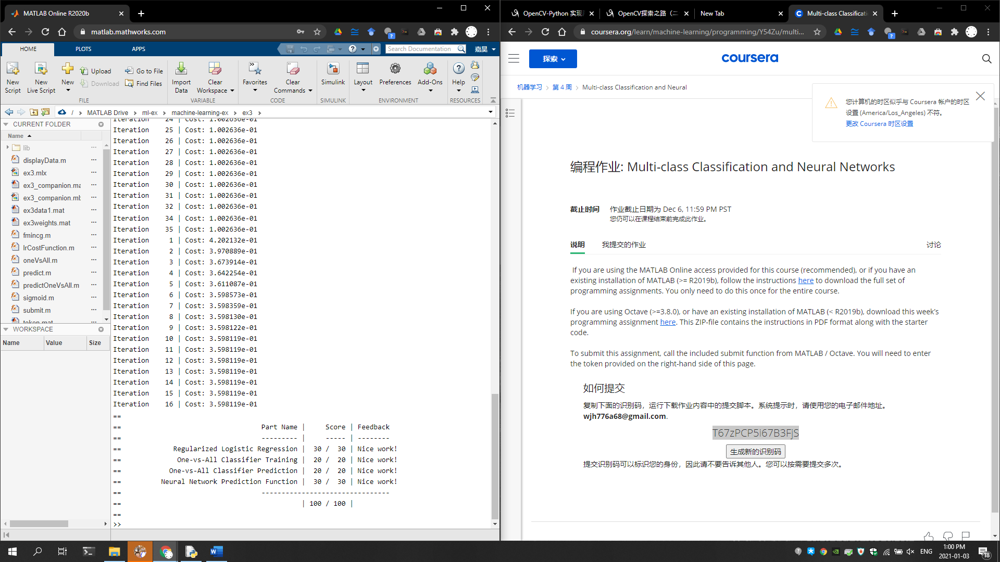 MATLAB Online R2020b
matlab.mathworks.com
HOME
PLOTS
APPS
Search Documentation
嘉昊
New Script
New Live Script
New
Upload
Download
Go to File
Find Files
Import Data
Clear Workspace
Favorites
Clear Commands
Simulink
Layout
Preferences
Add-Ons
Help
FILE
VARIABLE
CODE
SIMULINK
ENVIRONMENT
RESOURCES
/ > MATLAB Drive > ml-ex > machine-learning-ex > ex3 >
CURRENT FOLDER
Name
lib
displayData.m
ex3.mlx
ex3_companion.ma
ex3_companion.ml
ex3data1.mat
ex3weights.mat
fmincg.m
lrCostFunction.m
oneVsAll.m
predict.m
predictOneVsAll.m
sigmoid.m
submit.m
token.mat
WORKSPACE
Name Value Size
Iteration 24 | Cost: 1.002636e-01
Iteration 25 | Cost: 1.002636e-01
Iteration 26 | Cost: 1.002636e-01
Iteration 27 | Cost: 1.002636e-01
Iteration 28 | Cost: 1.002636e-01
Iteration 29 | Cost: 1.002636e-01
Iteration 30 | Cost: 1.002636e-01
Iteration 31 | Cost: 1.002636e-01
Iteration 32 | Cost: 1.002636e-01
Iteration 34 | Cost: 1.002636e-01
Iteration 35 | Cost: 1.002636e-01
Iteration 1 | Cost: 4.202132e-01
Iteration 2 | Cost: 3.970889e-01
Iteration 3 | Cost: 3.673914e-01
Iteration 4 | Cost: 3.642254e-01
Iteration 5 | Cost: 3.611087e-01
Iteration 6 | Cost: 3.598573e-01
Iteration 7 | Cost: 3.598359e-01
Iteration 8 | Cost: 3.598130e-01
Iteration 9 | Cost: 3.598122e-01
Iteration 10 | Cost: 3.598119e-01
Iteration 11 | Cost: 3.598119e-01
Iteration 12 | Cost: 3.598119e-01
Iteration 13 | Cost: 3.598119e-01
Iteration 14 | Cost: 3.598119e-01
Iteration 15 | Cost: 3.598119e-01
Iteration 16 | Cost: 3.598119e-01
==
== Part Name | Score | Feedback
== --------- | ----- | --------
== Regularized Logistic Regression | 30 / 30 | Nice work!
== One-vs-All Classifier Training | 20 / 20 | Nice work!
== One-vs-All Classifier Prediction | 20 / 20 | Nice work!
== Neural Network Prediction Function | 30 / 30 | Nice work!
== --------------------------------
== | 100 / 100 |
==
>>
OpenCV-Python 实现
OpenCV探索之路（二
New Tab
Multi-class Classificati
coursera.org/learn/machine-learning/programming/Y54Zu/multi...
探索
coursera
机器学习 > 第 4 周 > Multi-class Classification and Neural
您计算机的时区似乎与 Coursera 帐户的时区
设置 (America/Los_Angeles) 不符。
更改 Coursera 时区设置
编程作业: Multi-class Classification and Neural Networks
截止时间 作业截止日期为 Dec 6, 11:59 PM PST
您仍可以在课程结束前完成此作业。
说明 我提交的作业 讨论
If you are using the MATLAB Online access provided for this course (recommended), or if you have an
existing installation of MATLAB (>= R2019b), follow the instructions here to download the full set of
programming assignments. You only need to do this once for the entire course.
If you are using Octave (>=3.8.0), or have an existing installation of MATLAB (< R2019b), download this week's
programming assignment here. This ZIP-file contains the instructions in PDF format along with the starter
code.
To submit this assignment, call the included submit function from MATLAB / Octave. You will need to enter
the token provided on the right-hand side of this page.
如何提交
复制下面的识别码，运行下载作业内容中的提交脚本。系统提示时，请使用您的电子邮件地址。
wjh776a68@gmail.com.
T67zPCP5i67B3FjS
生成新的识别码
提交识别码可以标识您的身份，因此请不要告诉其他人。您可以按需要提交多次。
ENG
1:00 PM
2021-01-03
18